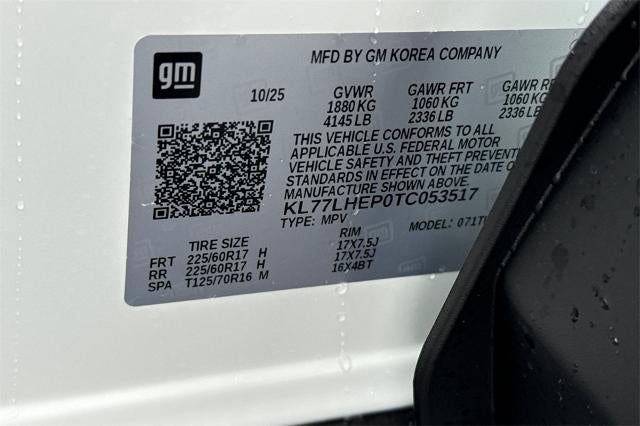 gm
MFD BY GM KOREA COMPANY
10/25 GVWR GAWR FRT GAWR
1880 KG 1060 KG 1060 KG
4145 LB 2336 LB 2336 LB
THIS VEHICLE CONFORMS TO ALL
APPLICABLE U.S. FEDERAL MOTOR
VEHICLE SAFETY AND THEFT
STANDARDS IN EFFECT ON THE DATE
MANUFACTURE SHOWN ABOVE.
KL77LHEP0TC053517
TYPE: MPV MODEL:
TIRE SIZE RIM
FRT 225/60R17 H 17X7.5J
RR 225/60R17 H 17X7.5J
SPA T125/70R16 M 16X4BT